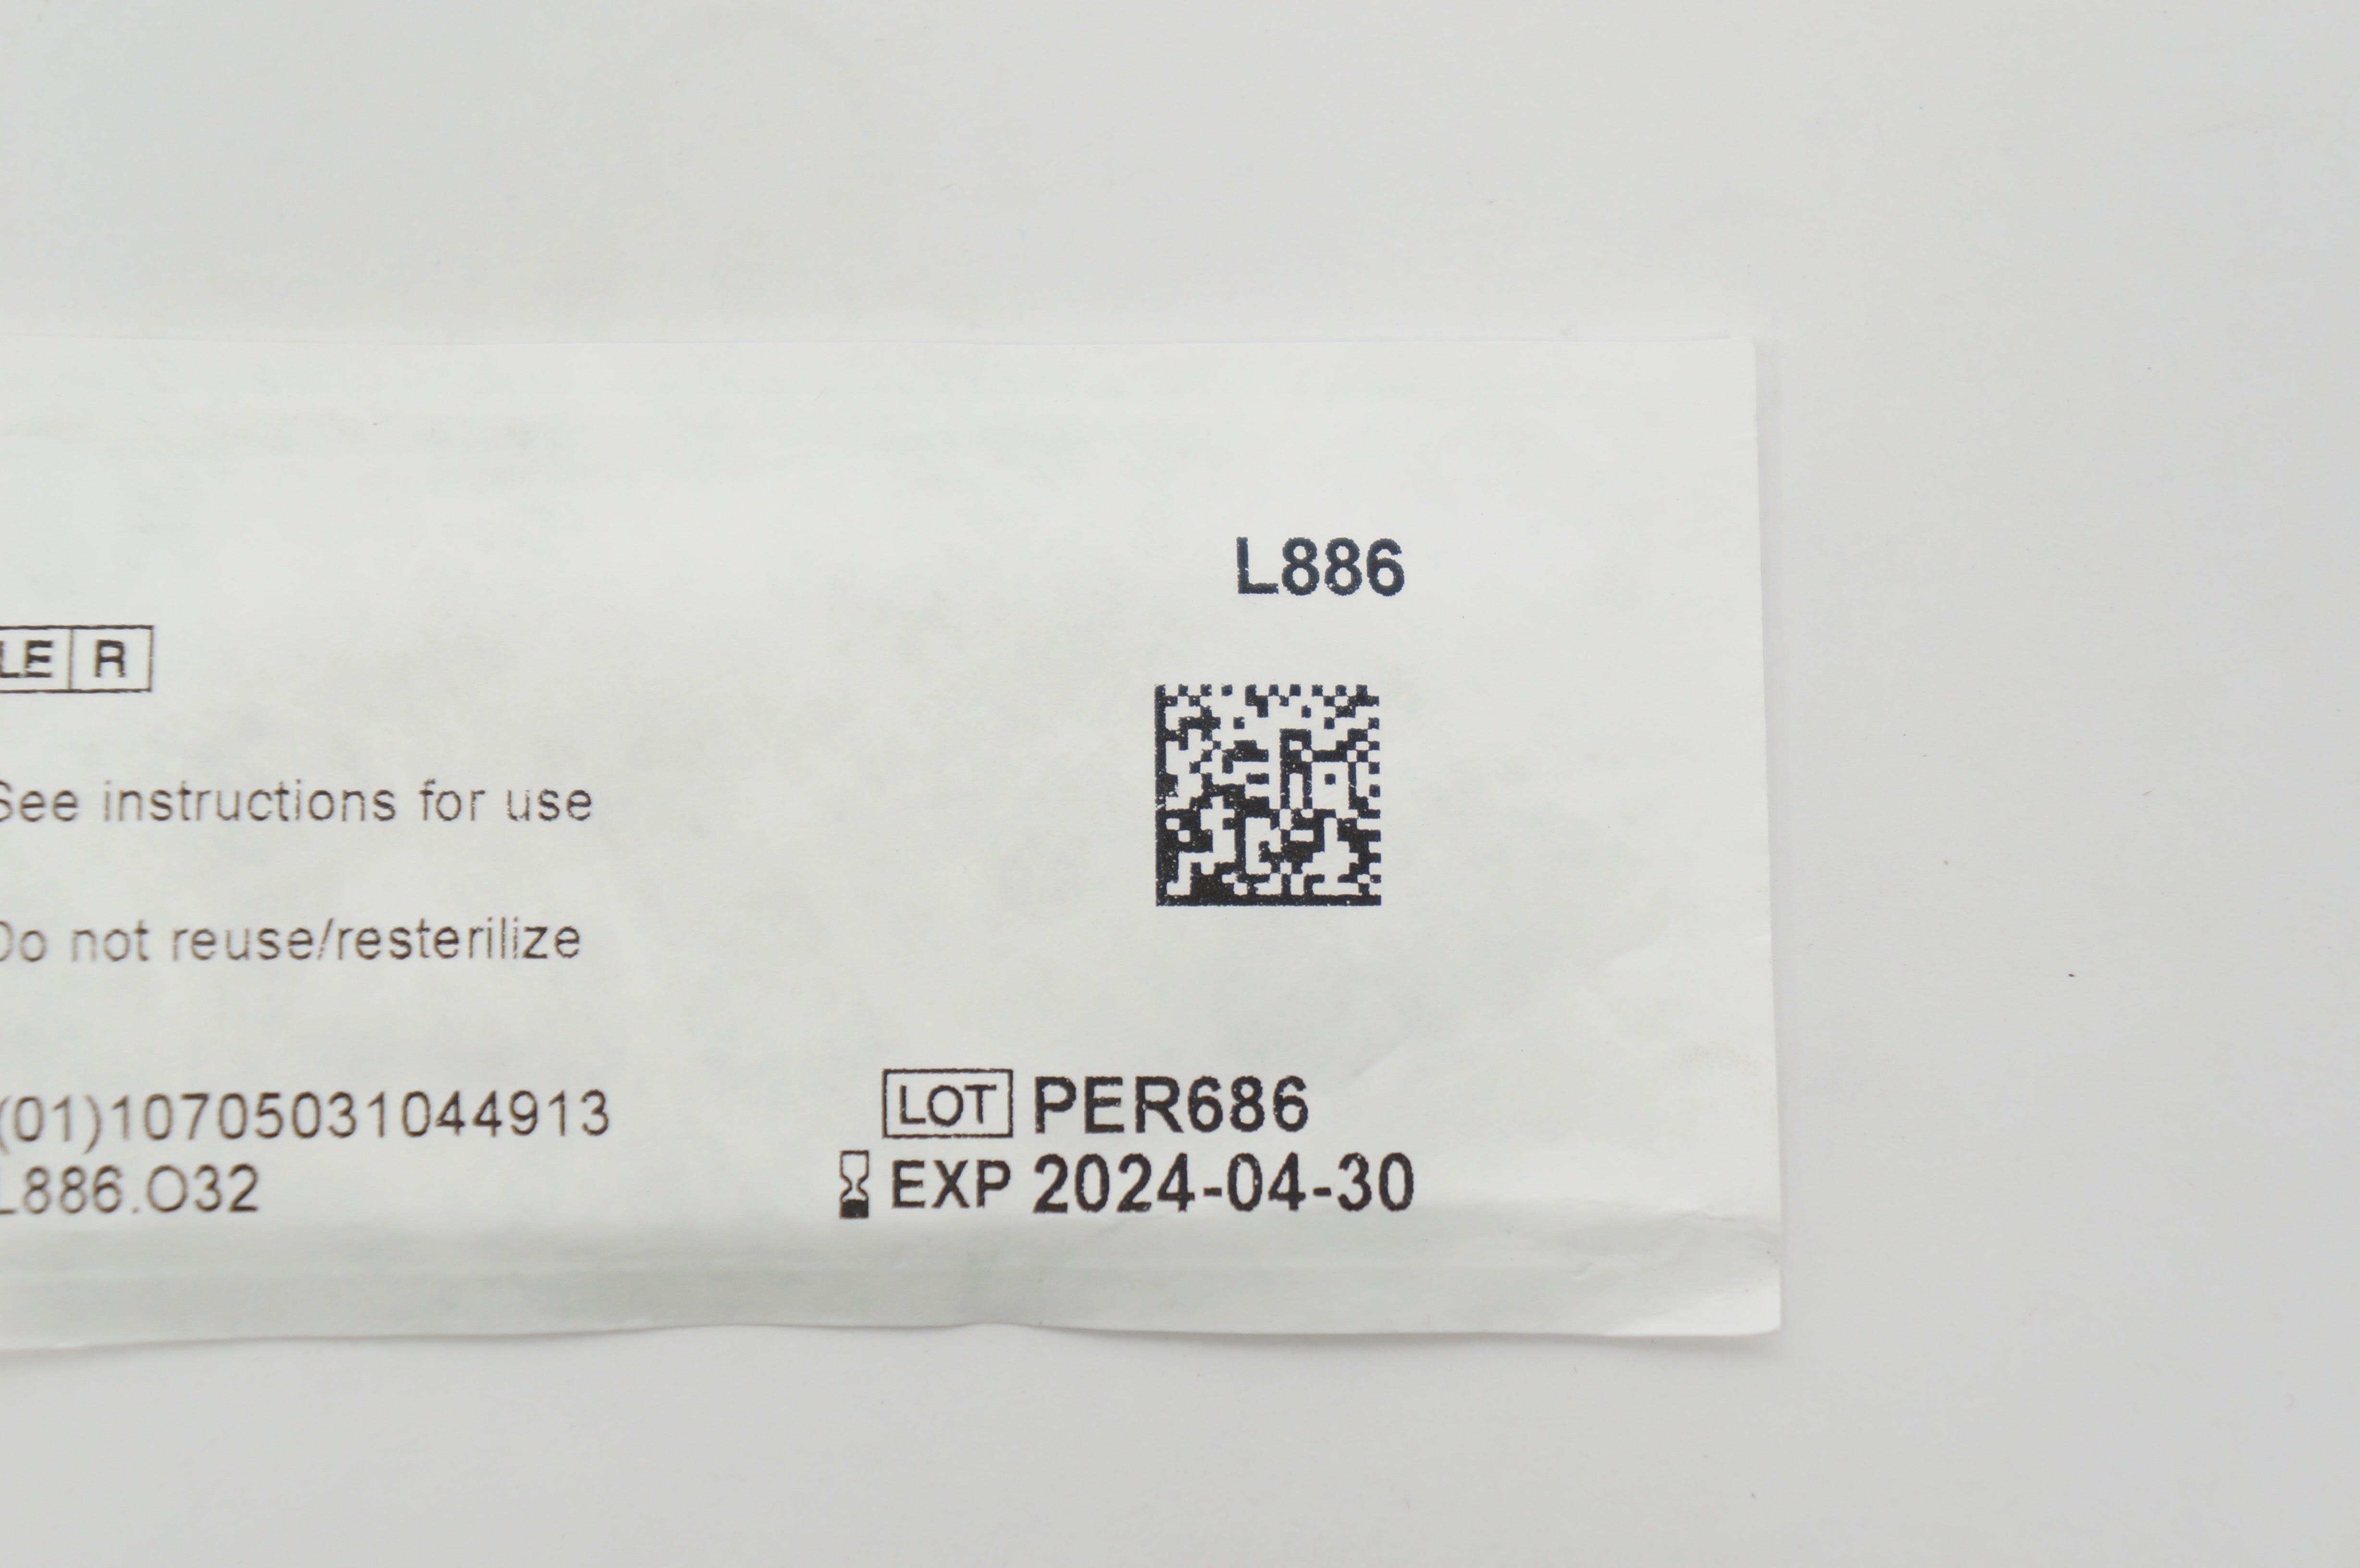 L886
LE R
See instructions for use
Do not reuse/resterilize
(01)10705031044913
L886.O32
LOT PER686
EXP 2024-04-30